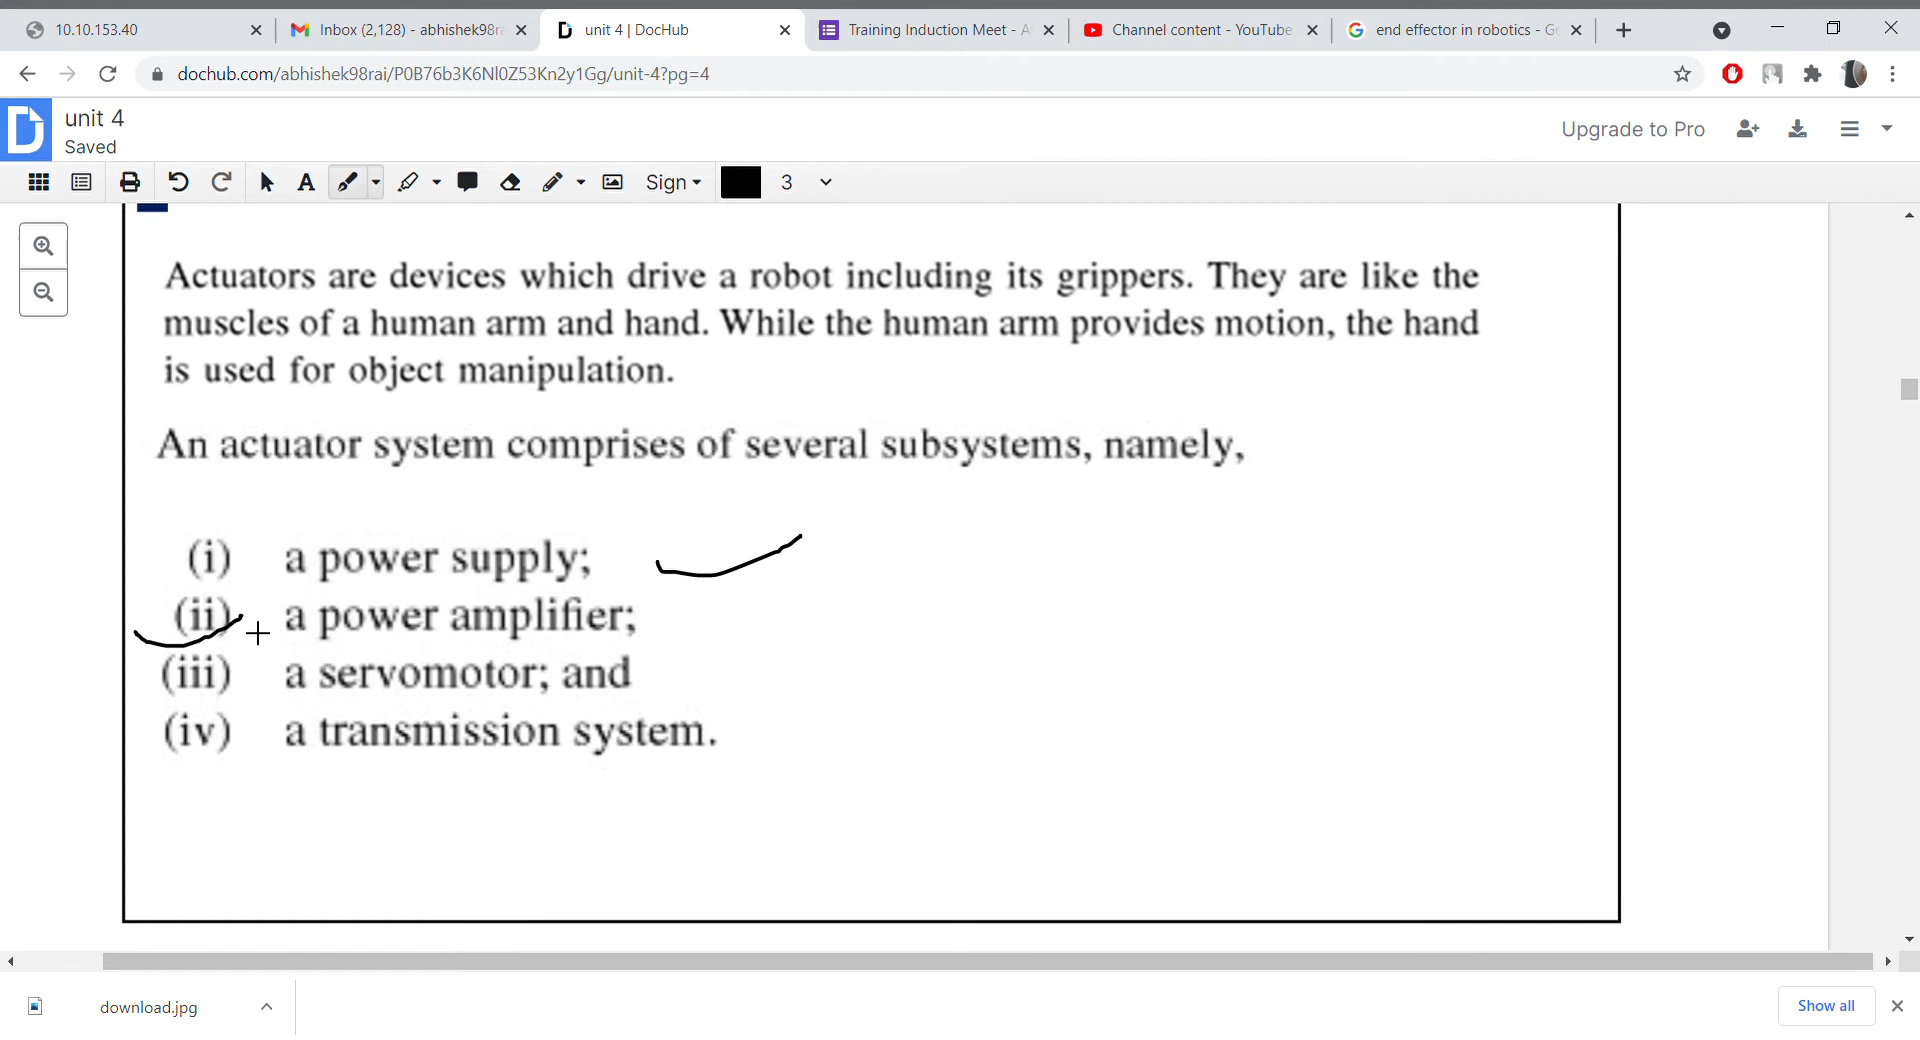 10.10.153.40
Inbox (2,128) - abhishek98r
unit 4 | DocHub
Training Induction Meet - A
Channel content - YouTube
end effector in robotics - Go
dochub.com/abhishek98rai/P0B76b3K6Nl0Z53Kn2y1Gg/unit-4?pg=4
unit 4
Saved
Upgrade to Pro
A
Sign
3
Actuators are devices which drive a robot including its grippers. They are like the
muscles of a human arm and hand. While the human arm provides motion, the hand
is used for object manipulation.
An actuator system comprises of several subsystems, namely,
(i) a power supply;
(ii) a power amplifier;
(iii) a servomotor; and
(iv) a transmission system.
download.jpg
Show all